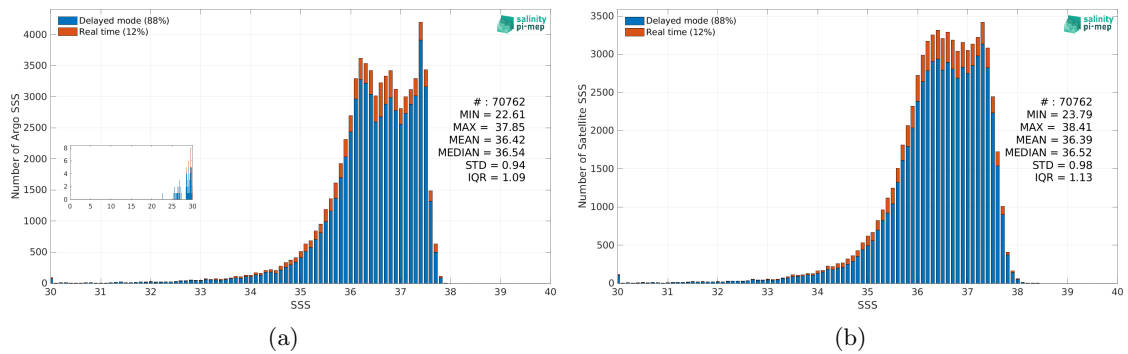 Delayed mode (88%)
Real time (12%)
salinity
pi-mep
4000
3500
3000
2500
2000
1500
1000
500
0
Number of Argo SSS
# : 70762
MIN = 22.61
MAX = 37.85
MEAN = 36.42
MEDIAN = 36.54
STD = 0.94
IQR = 1.09
8
6
4
2
0
0 5 10 15 20 25 30
30 31 32 33 34 35 36 37 38 39 40
SSS
(a)
Delayed mode (88%)
Real time (12%)
salinity
pi-mep
3500
3000
2500
2000
1500
1000
500
0
Number of Satellite SSS
# : 70762
MIN = 23.79
MAX = 38.41
MEAN = 36.39
MEDIAN = 36.52
STD = 0.98
IQR = 1.13
30 31 32 33 34 35 36 37 38 39 40
SSS
(b)